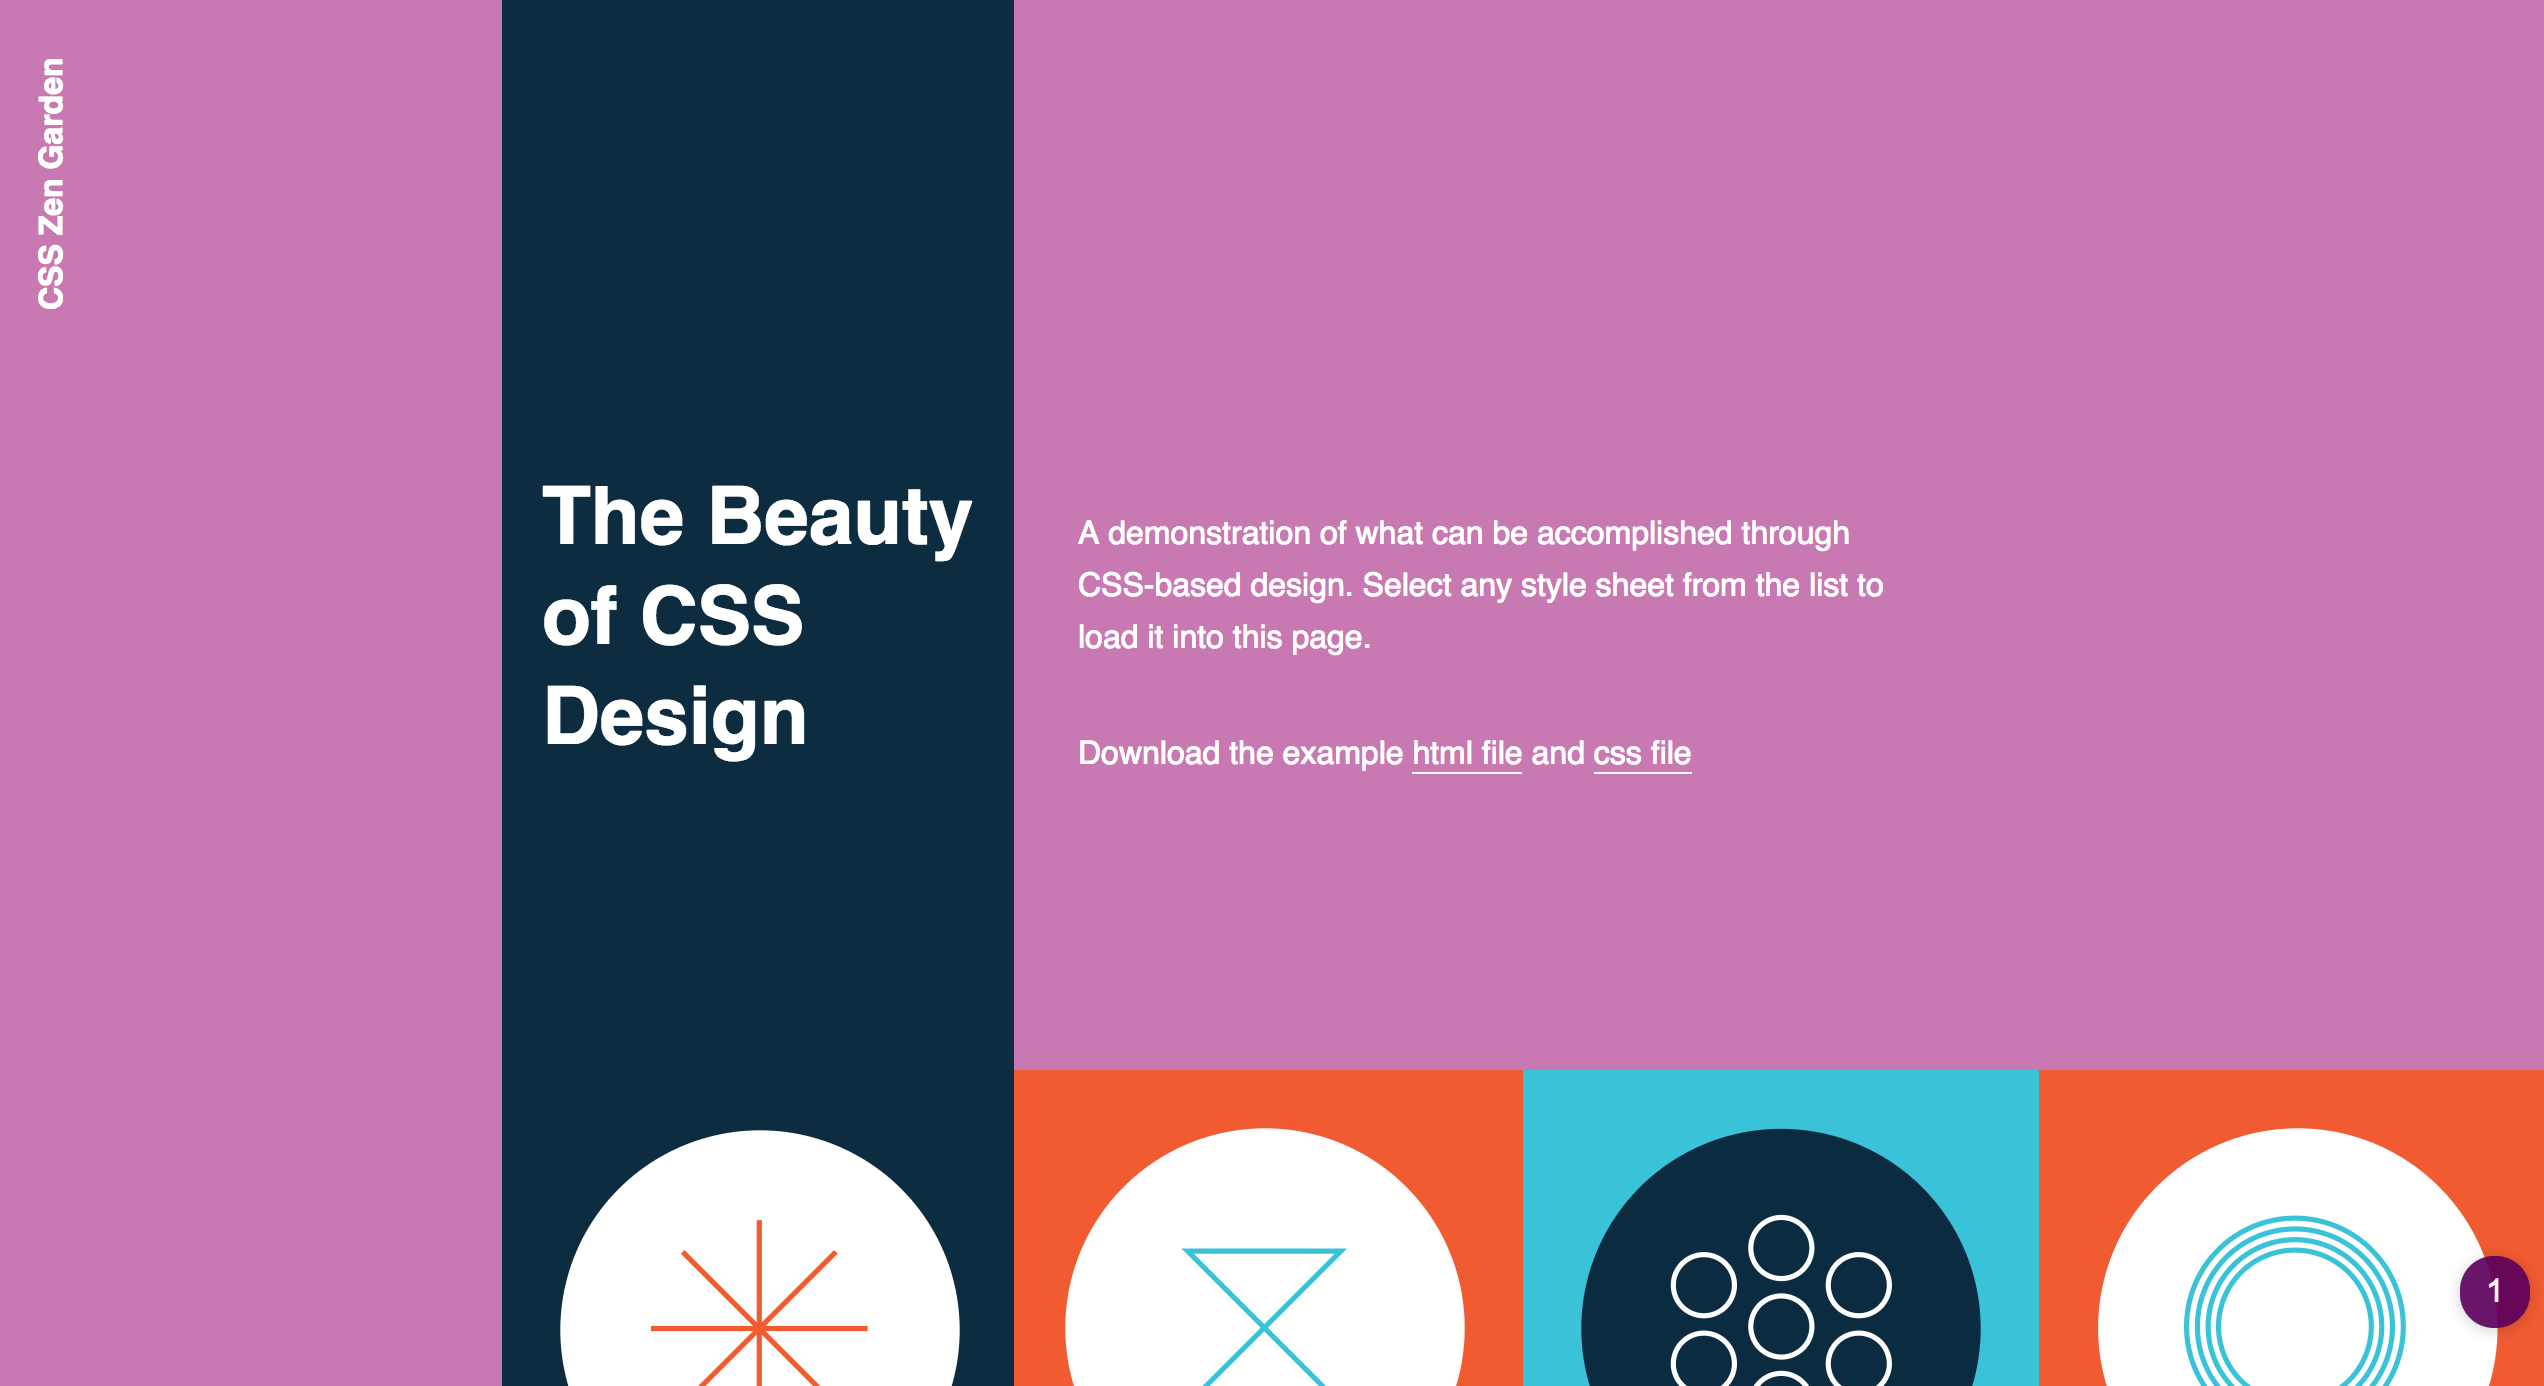 CSS Zen Garden
The Beauty
of CSS
Design
A demonstration of what can be accomplished through
CSS-based design. Select any style sheet from the list to
load it into this page.
Download the example html file and css file
1